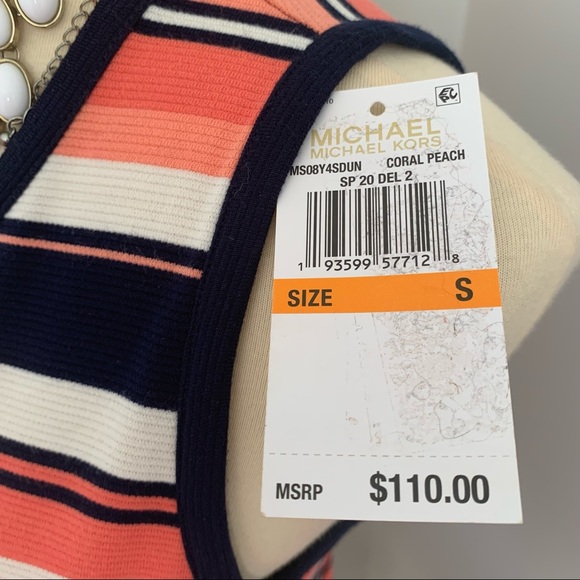 MICHAEL
MICHAEL KORS
MS08Y4SDUN CORAL PEACH
SP 20 DEL 2
1 93599 57712 8
SIZE S
MSRP $110.00